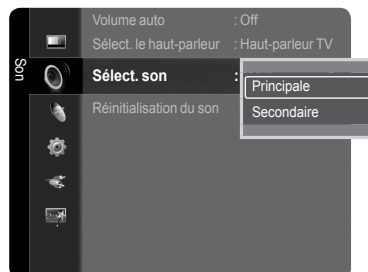 Son
Volume auto : Off
Sélect. le haut-parleur : Haut-parleur TV
Sélect. son :
Principale
Secondaire
Réinitialisation du son